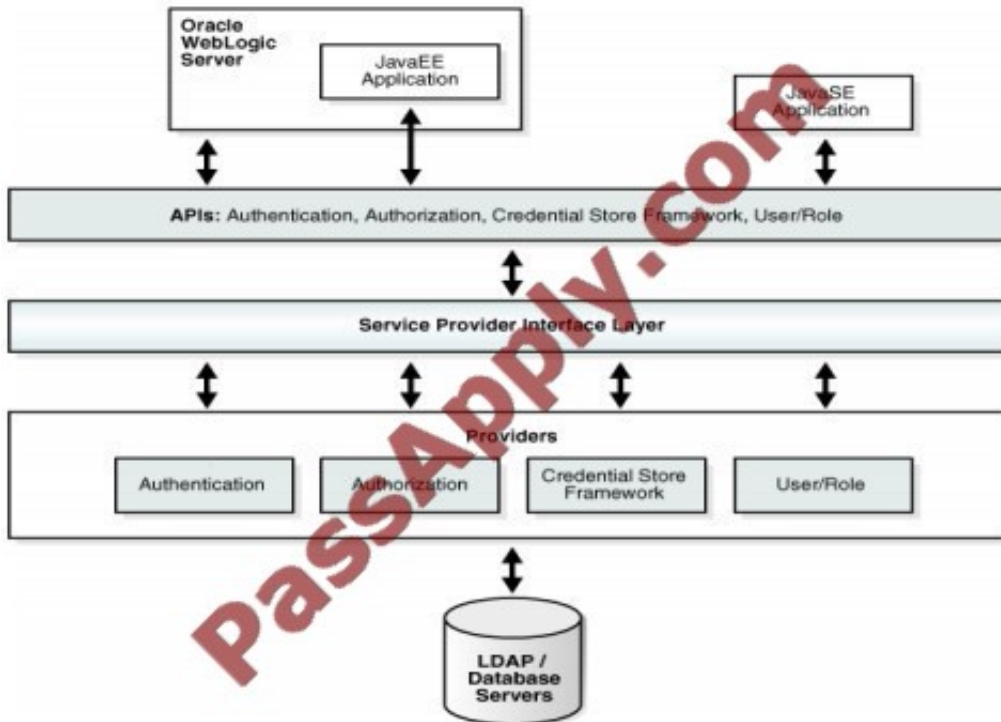 Oracle
WebLogic
Server
JavaEE
Application
JavaSE
Application
APIs: Authentication, Authorization, Credential Store Framework, User/Role
Service Provider Interface Layer
Providers
Authentication
Authorization
Credential Store
Framework
User/Role
LDAP /
Database
Servers
PassApply.com